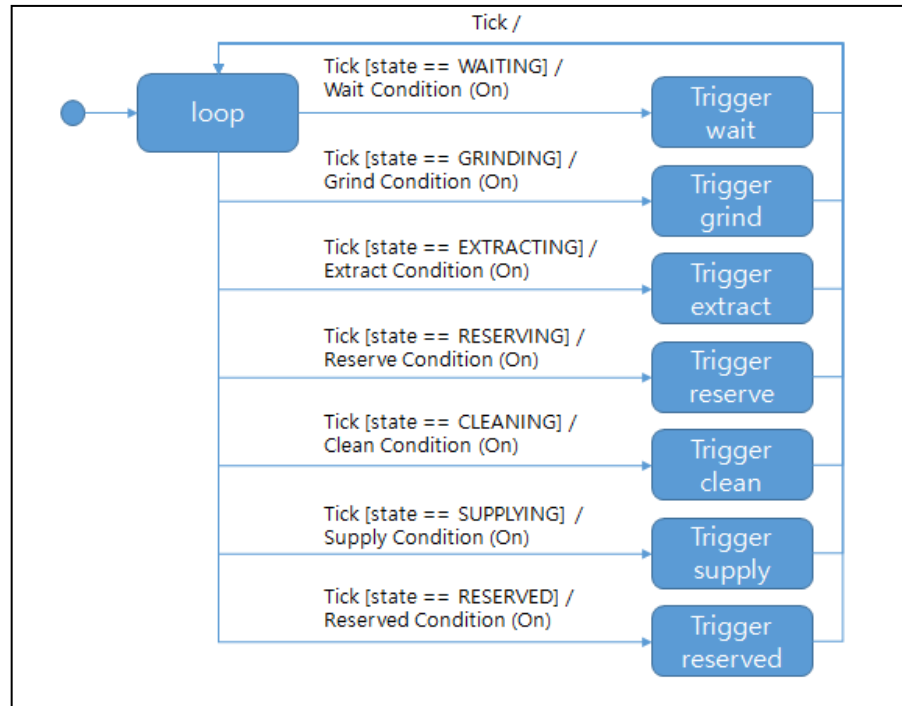 Tick /
Tick [state == WAITING] /
Wait Condition (On)
loop
Trigger
wait
Tick [state == GRINDING] /
Grind Condition (On)
Trigger
grind
Tick [state == EXTRACTING] /
Extract Condition (On)
Trigger
extract
Tick [state == RESERVING] /
Reserve Condition (On)
Trigger
reserve
Tick [state == CLEANING] /
Clean Condition (On)
Trigger
clean
Tick [state == SUPPLYING] /
Supply Condition (On)
Trigger
supply
Tick [state == RESERVED] /
Reserved Condition (On)
Trigger
reserved